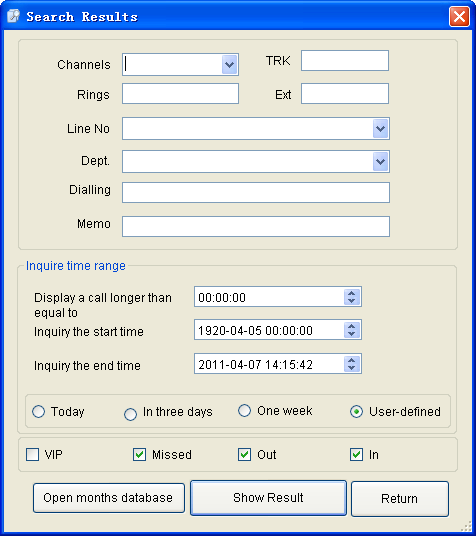 Search Results
Channels
TRK
Rings
Ext
Line No
Dept.
Dialling
Memo
Inquire time range
Display a call longer than
equal to
00:00:00
Inquiry the start time
1920-04-05 00:00:00
Inquiry the end time
2011-04-07 14:15:42
Today In three days One week User-defined
VIP Missed Out In
Open months database Show Result Return